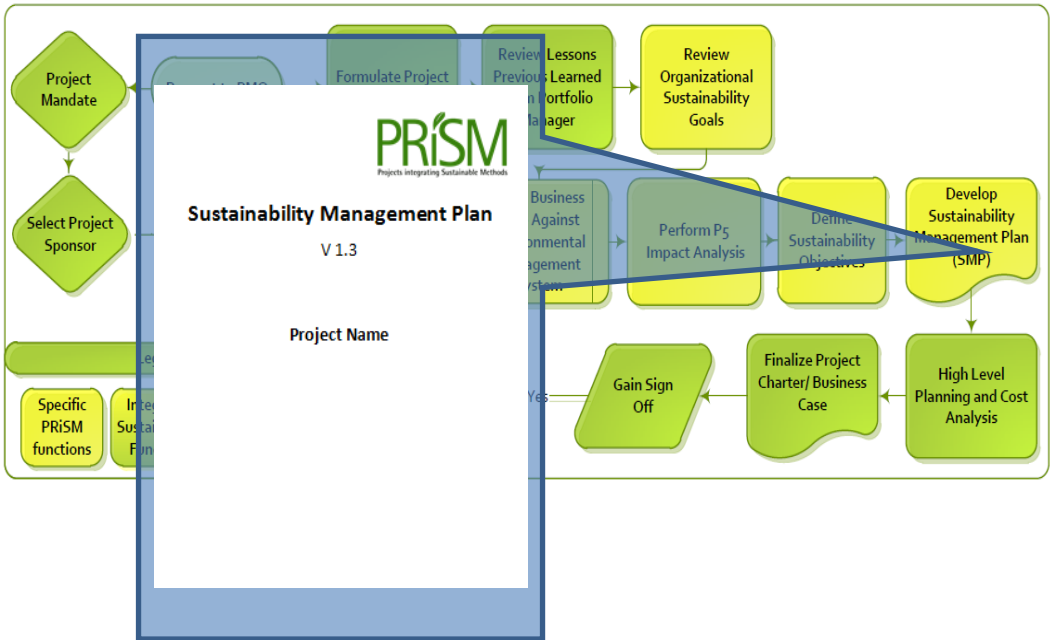 Project
Mandate
Formulate Project
Review Lessons
Previous Learned
Portfolio
Review
Organizational
Sustainability
Goals
PRiSM
Projects integrating Sustainable Methods
Sustainability Management Plan
V 1.3
Project Name
Select Project
Sponsor
Business
Against
Perform P5
Impact Analysis
Define
Sustainability
Objectives
Develop
Sustainability
Management Plan
(SMP)
Yes
Gain Sign
Off
Finalize Project
Charter/ Business
Case
High Level
Planning and Cost
Analysis
Specific
PRiSM
functions